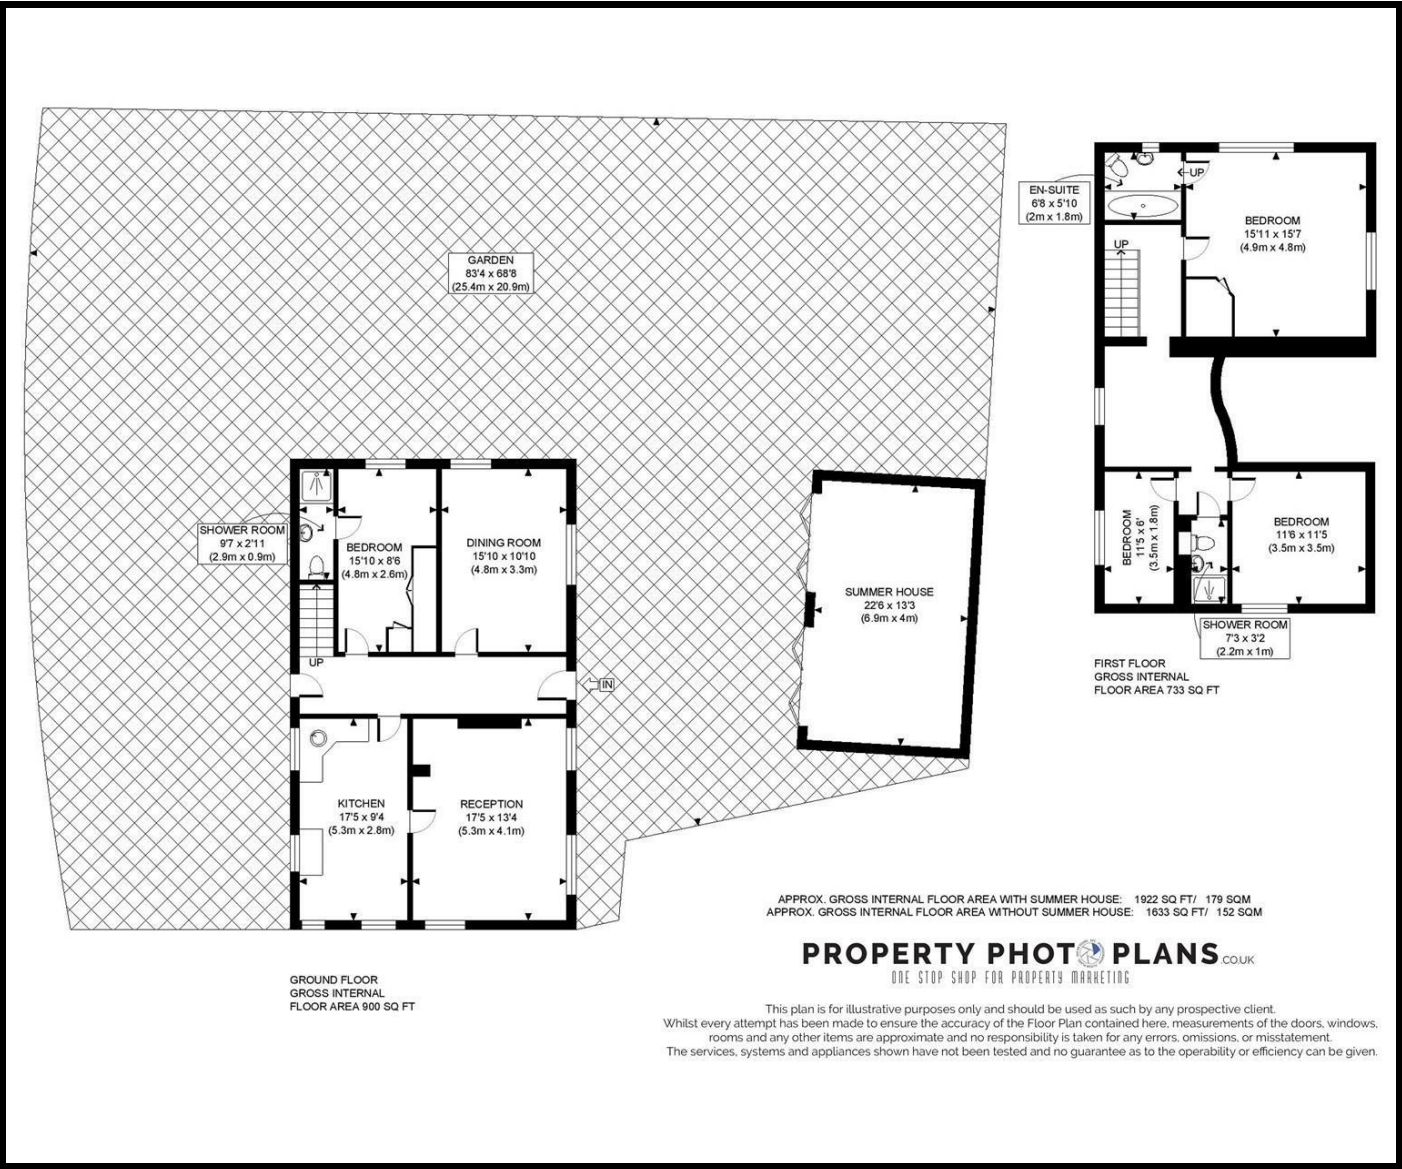 GARDEN
83'4 x 68'8
(25.4m x 20.9m)
EN-SUITE
6'8 x 5'10
(2m x 1.8m)
UP
UP
BEDROOM
15'11 x 15'7
(4.9m x 4.8m)
SHOWER ROOM
9'7 x 2'11
(2.9m x 0.9m)
BEDROOM
15'10 x 8'6
(4.8m x 2.6m)
DINING ROOM
15'10 x 10'10
(4.8m x 3.3m)
UP
IN
SUMMER HOUSE
22'6 x 13'3
(6.9m x 4m)
BEDROOM
11'5 x 6'
(3.5m x 1.8m)
BEDROOM
11'6 x 11'5
(3.5m x 3.5m)
SHOWER ROOM
7'3 x 3'2
(2.2m x 1m)
FIRST FLOOR
GROSS INTERNAL
FLOOR AREA 733 SQ FT
KITCHEN
17'5 x 9'4
(5.3m x 2.8m)
RECEPTION
17'5 x 13'4
(5.3m x 4.1m)
GROUND FLOOR
GROSS INTERNAL
FLOOR AREA 900 SQ FT
APPROX. GROSS INTERNAL FLOOR AREA WITH SUMMER HOUSE: 1922 SQ FT/ 179 SQM
APPROX. GROSS INTERNAL FLOOR AREA WITHOUT SUMMER HOUSE: 1633 SQ FT/ 152 SQM
PROPERTY PHOTO PLANS.CO.UK
ONE STOP SHOP FOR PROPERTY MARKETING
This plan is for illustrative purposes only and should be used as such by any prospective client.
Whilst every attempt has been made to ensure the accuracy of the Floor Plan contained here, measurements of the doors, windows,
rooms and any other items are approximate and no responsibility is taken for any errors, omissions, or misstatement.
The services, systems and appliances shown have not been tested and no guarantee as to the operability or efficiency can be given.